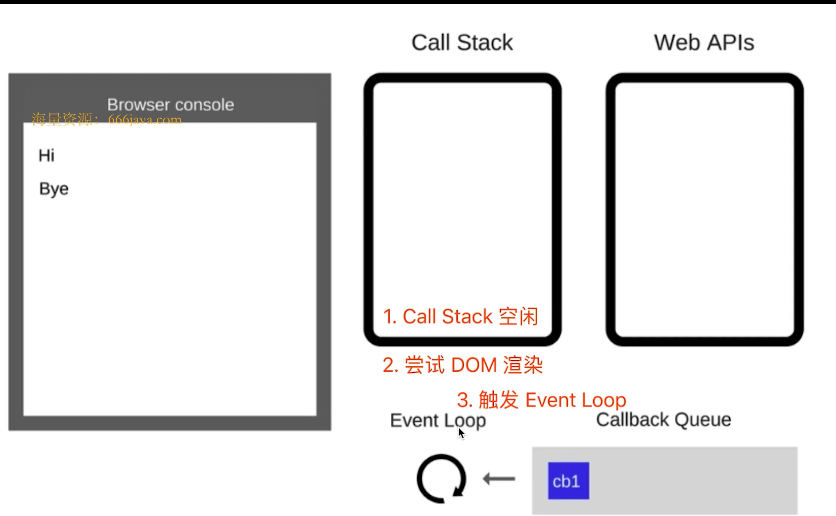 Call Stack
Web APIs
Browser console
海量资源：666java.com
Hi
Bye
1. Call Stack 空闲
2. 尝试 DOM 渲染
3. 触发 Event Loop
Event Loop
Callback Queue
cb1